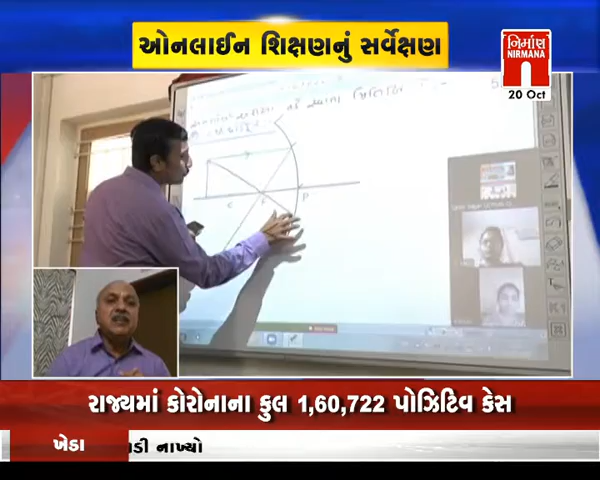 ઓનલાઈન શિક્ષણનું સર્વેક્ષણ
નિર્માણ
NIRMANA
20 Oct
C
F
P
રાજ્યમાં કોરોનાના કુલ 1,60,722 પોઝિટિવ કેસ
ખેડા
ડી નાખ્યો